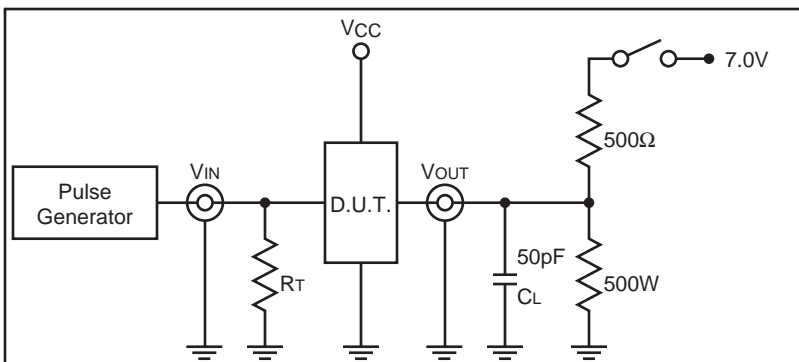 VCC
7.0V
500Ω
VIN
VOUT
Pulse
Generator
D.U.T.
50pF
CL
RT
500W